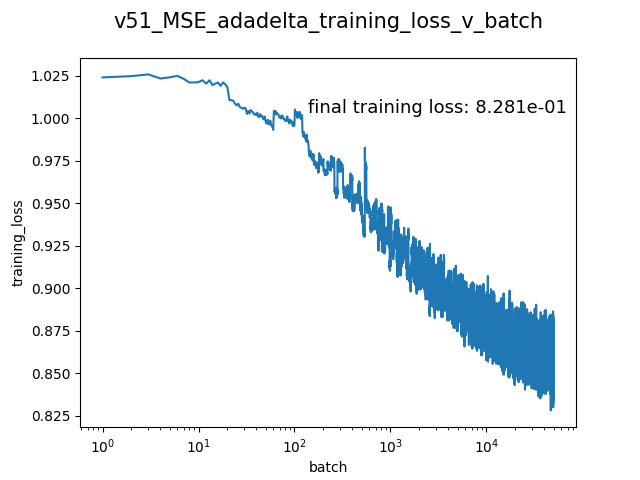 v51_MSE_adadelta_training_loss_v_batch
final training loss: 8.281e-01
training_loss
1.025
1.000
0.975
0.950
0.925
0.900
0.875
0.850
0.825
10⁰ 10¹ 10² 10³ 10⁴
batch